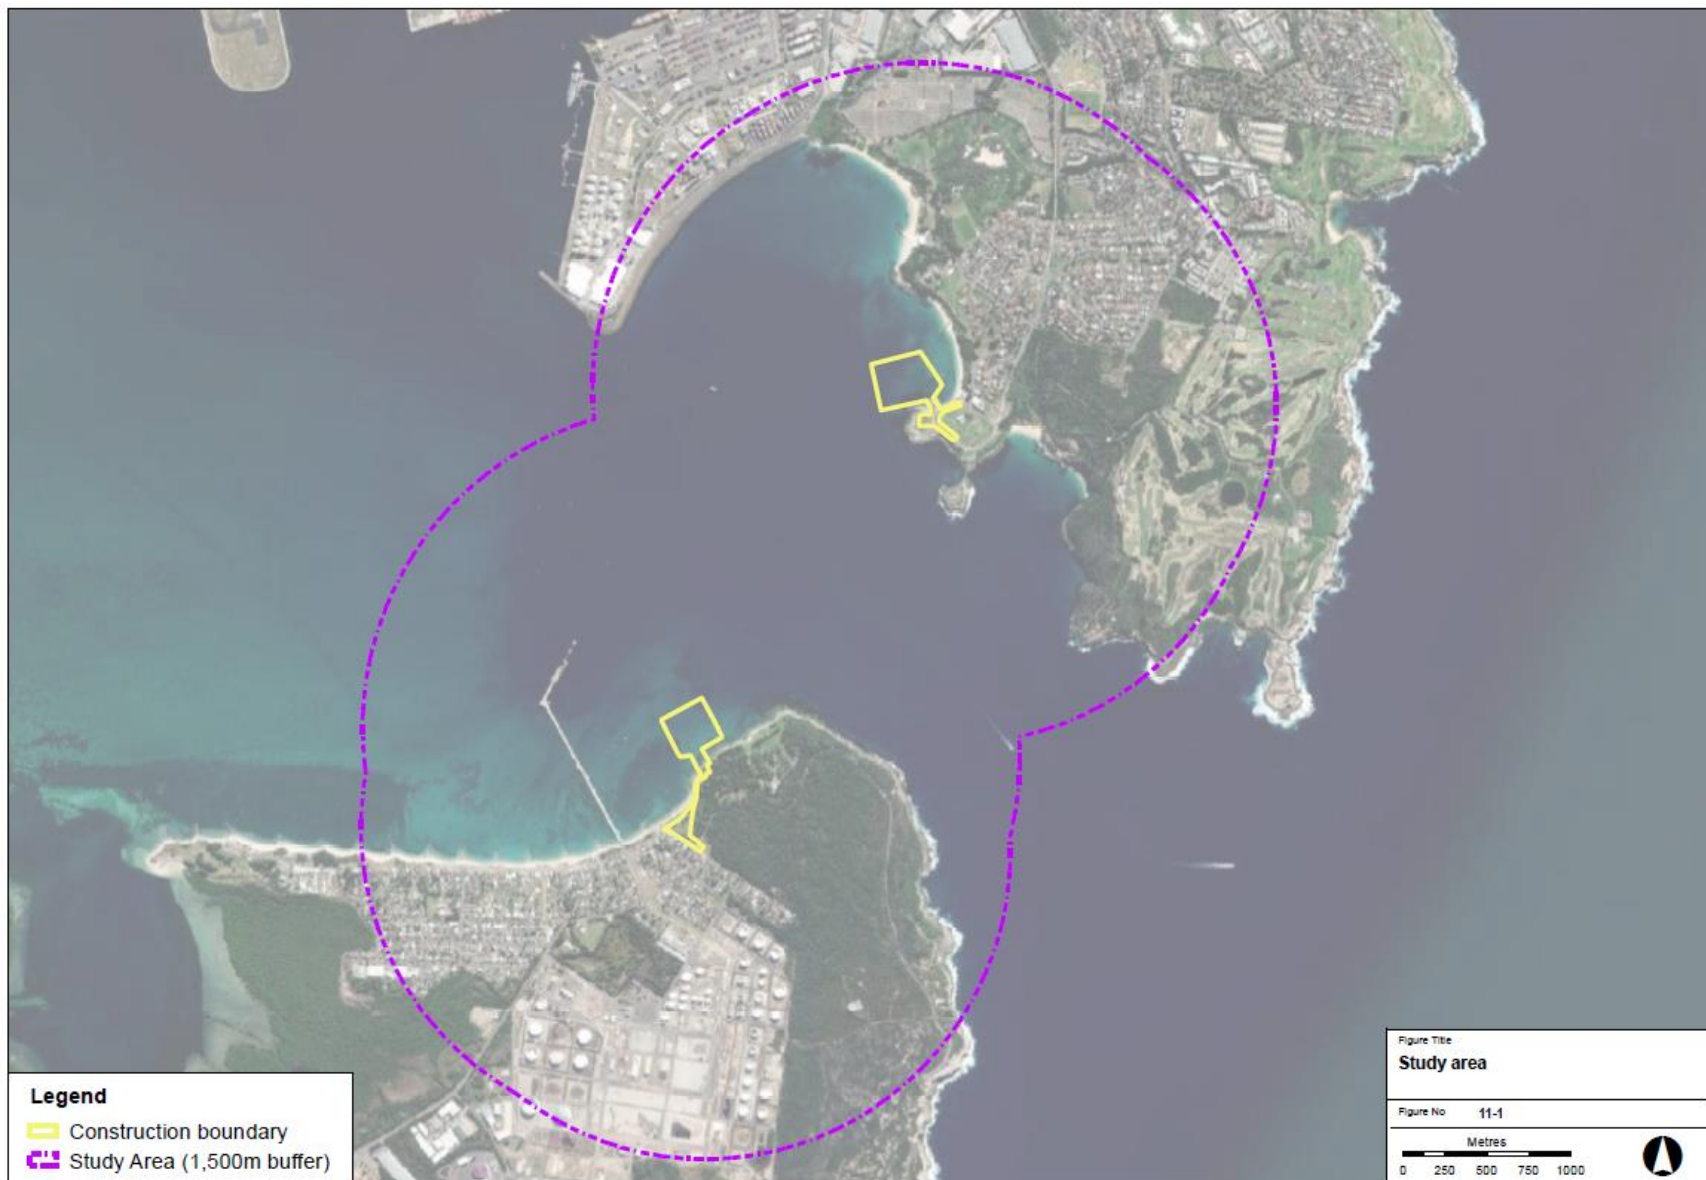 Legend
Construction boundary
Study Area (1,500m buffer)
Figure Title
Study area
Figure No 11-1
Metres
0 250 500 750 1000